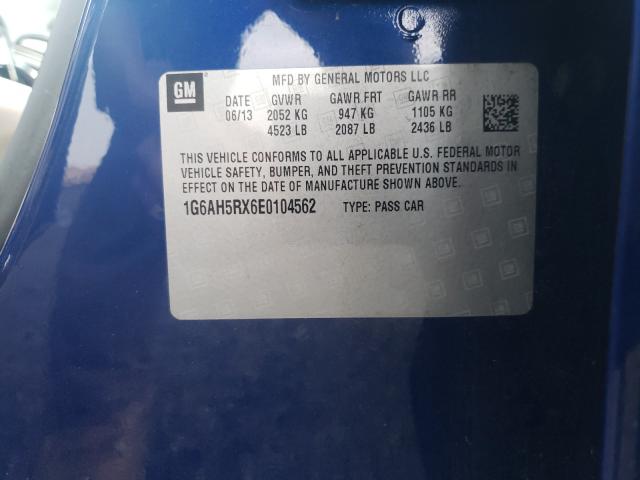 GM
MFD BY GENERAL MOTORS LLC
DATE GVWR GAWR FRT GAWR RR
06/13 2052 KG 947 KG 1105 KG
4523 LB 2087 LB 2436 LB
THIS VEHICLE CONFORMS TO ALL APPLICABLE U.S. FEDERAL MOTOR
VEHICLE SAFETY, BUMPER, AND THEFT PREVENTION STANDARDS IN
EFFECT ON THE DATE OF MANUFACTURE SHOWN ABOVE.
1G6AH5RX6E0104562 TYPE: PASS CAR